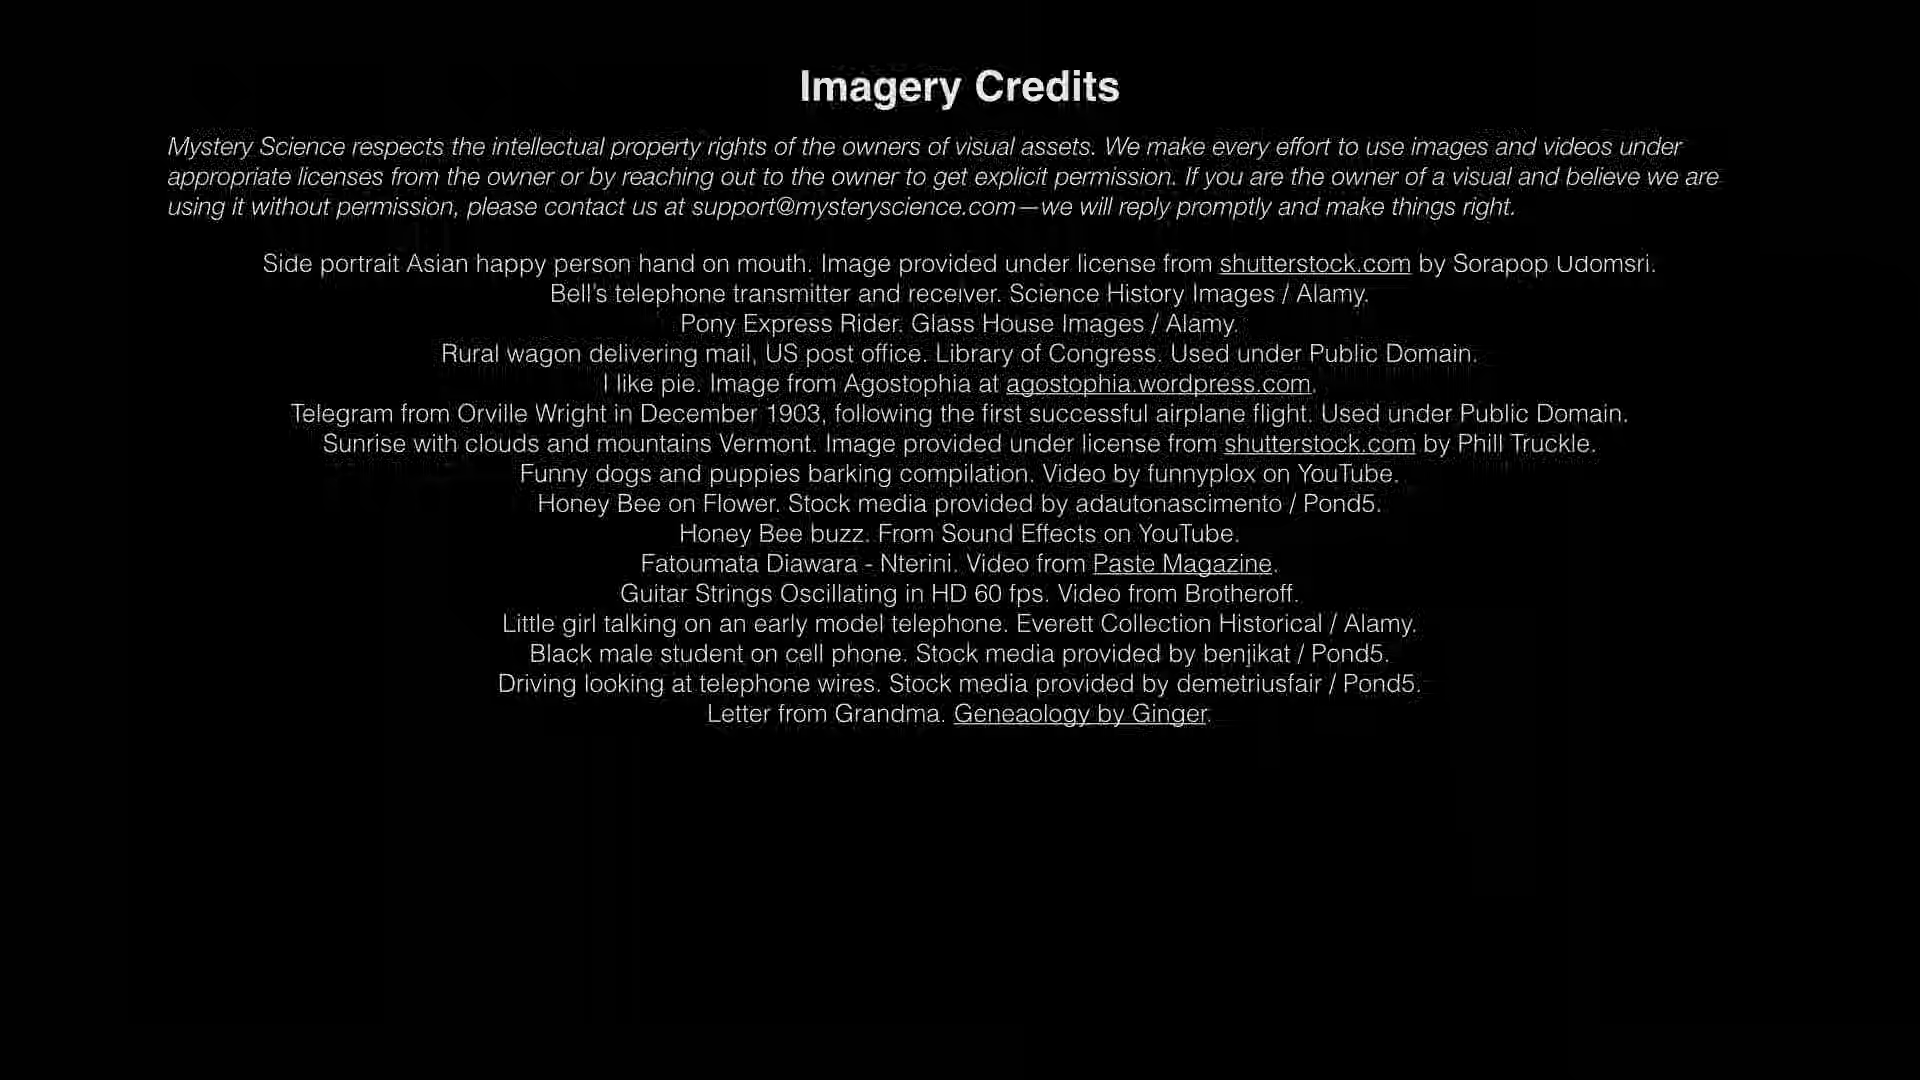 Imagery Credits
Mystery Science respects the intellectual property rights of the owners of visual assets. We make every effort to use images and videos under
appropriate licenses from the owner or by reaching out to the owner to get explicit permission. If you are the owner of a visual and believe we are
using it without permission, please contact us at support@mysteryscience.com—we will reply promptly and make things right.
Side portrait Asian happy person hand on mouth. Image provided under license from shutterstock.com by Sorapop Udomsri.
Bell's telephone transmitter and receiver. Science History Images / Alamy.
Pony Express Rider. Glass House Images / Alamy.
Rural wagon delivering mail, US post office. Library of Congress. Used under Public Domain.
I like pie. Image from Agostophia at agostophia.wordpress.com.
Telegram from Orville Wright in December 1903, following the first successful airplane flight. Used under Public Domain.
Sunrise with clouds and mountains Vermont. Image provided under license from shutterstock.com by Phill Truckle.
Funny dogs and puppies barking compilation. Video by funnyplox on YouTube.
Honey Bee on Flower. Stock media provided by adautonascimento / Pond5.
Honey Bee buzz. From Sound Effects on YouTube.
Fatoumata Diawara - Nterini. Video from Paste Magazine.
Guitar Strings Oscillating in HD 60 fps. Video from Brotheroff.
Little girl talking on an early model telephone. Everett Collection Historical / Alamy.
Black male student on cell phone. Stock media provided by benjikat / Pond5.
Driving looking at telephone wires. Stock media provided by demetriusfair / Pond5.
Letter from Grandma. Geneaology by Ginger.